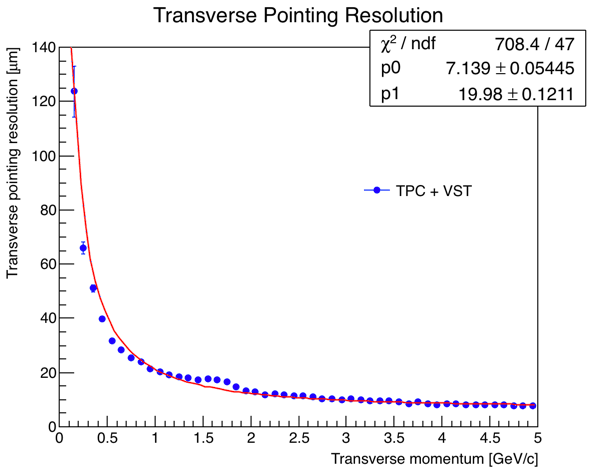 Transverse Pointing Resolution
χ² / ndf 708.4 / 47
p0 7.139 ± 0.05445
p1 19.98 ± 0.1211
Transverse pointing resolution [μm]
140
120
100
80
60
40
20
0
TPC + VST
0 0.5 1 1.5 2 2.5 3 3.5 4 4.5 5
Transverse momentum [GeV/c]